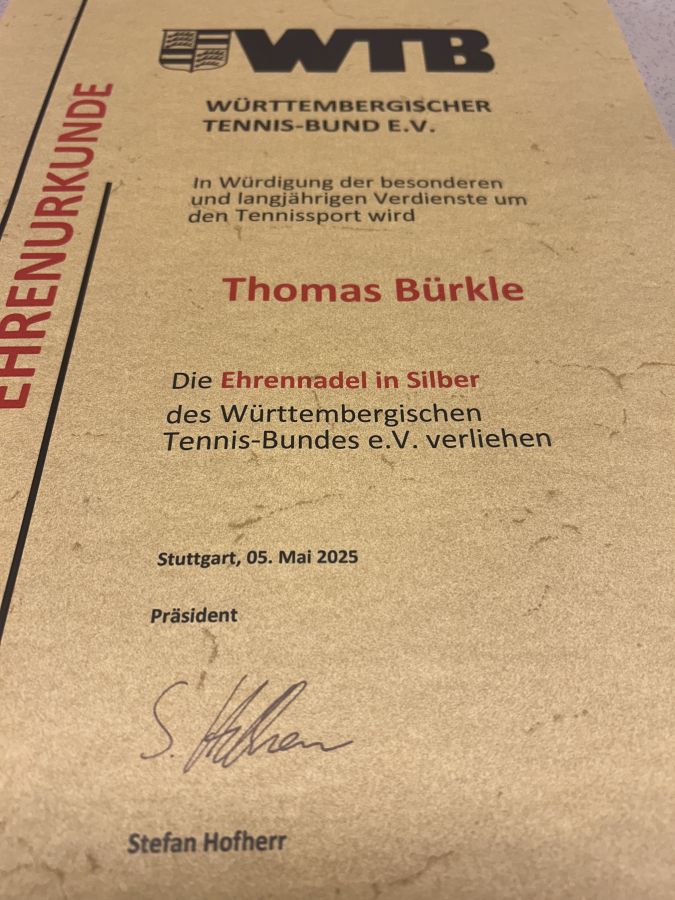 WTB
WÜRTTEMBERGISCHER
TENNIS-BUND E.V.
EHRENURKUNDE
In Würdigung der besonderen
und langjährigen Verdienste um
den Tennissport wird
Thomas Bürkle
Die Ehrennadel in Silber
des Württembergischen
Tennis-Bundes e.V. verliehen
Stuttgart, 05. Mai 2025
Präsident
S. Hofherr
Stefan Hofherr